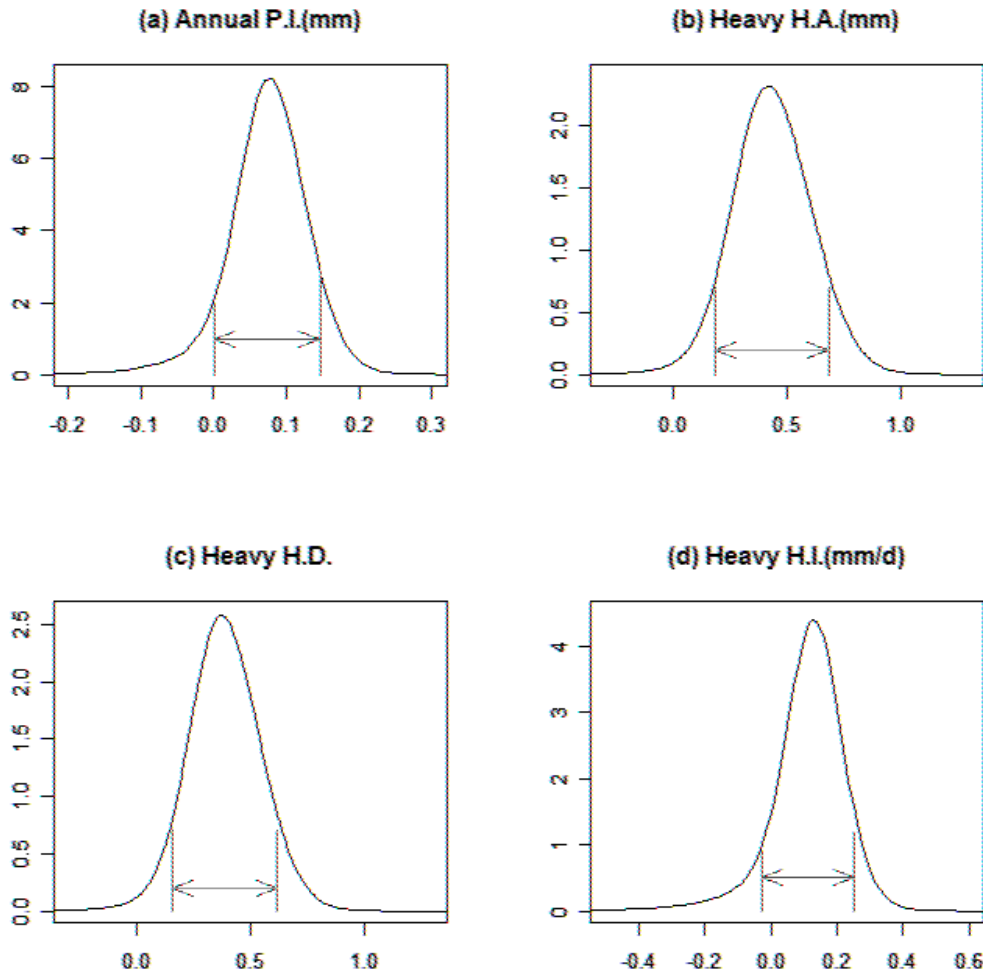 (a) Annual P.I.(mm)
0 2 4 6 8
-0.2 -0.1 0.0 0.1 0.2 0.3
(b) Heavy H.A.(mm)
0.0 0.5 1.0 1.5 2.0
0.0 0.5 1.0
(c) Heavy H.D.
0.0 0.5 1.0 1.5 2.0 2.5
0.0 0.5 1.0
(d) Heavy H.I.(mm/d)
0 1 2 3 4
-0.4 -0.2 0.0 0.2 0.4 0.6